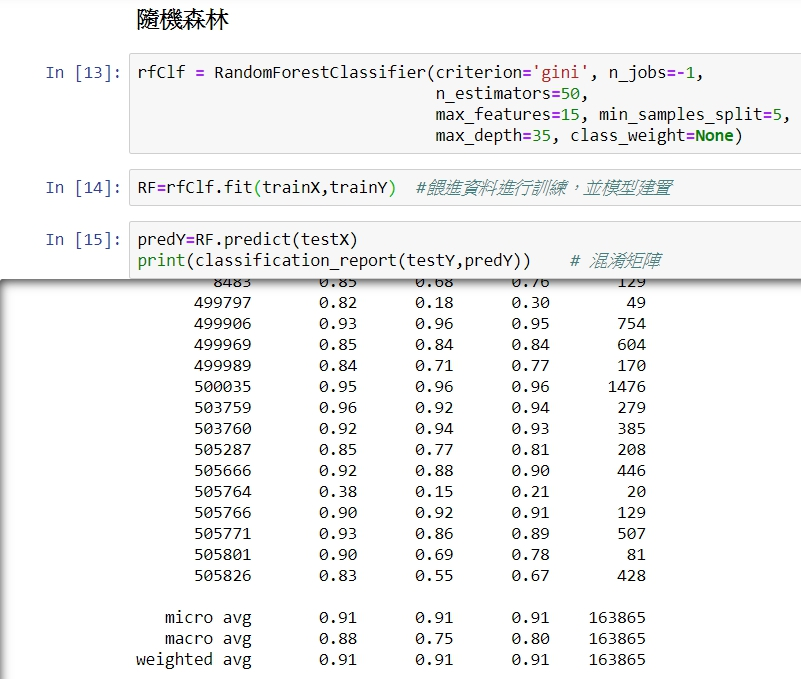 隨機森林
In [13]: rfClf = RandomForestClassifier(criterion='gini', n_jobs=-1,
n_estimators=50,
max_features=15, min_samples_split=5,
max_depth=35, class_weight=None)
In [14]: RF=rfClf.fit(trainX,trainY) #餵進資料進行訓練，並模型建置
In [15]: predY=RF.predict(testX)
print(classification_report(testY,predY)) # 混淆矩陣
8483 0.85 0.68 0.76 129
499797 0.82 0.18 0.30 49
499906 0.93 0.96 0.95 754
499969 0.85 0.84 0.84 604
499989 0.84 0.71 0.77 170
500035 0.95 0.96 0.96 1476
503759 0.96 0.92 0.94 279
503760 0.92 0.94 0.93 385
505287 0.85 0.77 0.81 208
505666 0.92 0.88 0.90 446
505764 0.38 0.15 0.21 20
505766 0.90 0.92 0.91 129
505771 0.93 0.86 0.89 507
505801 0.90 0.69 0.78 81
505826 0.83 0.55 0.67 428
micro avg 0.91 0.91 0.91 163865
macro avg 0.88 0.75 0.80 163865
weighted avg 0.91 0.91 0.91 163865